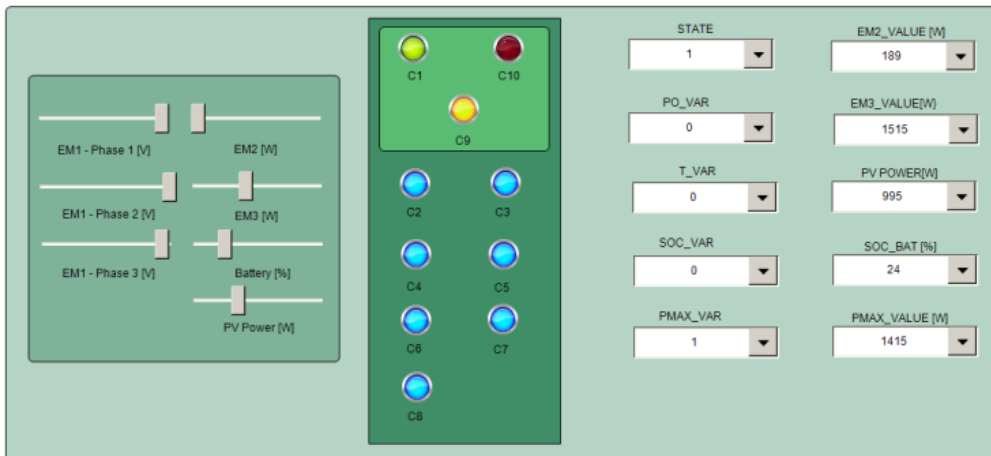 EM1 - Phase 1 [V]
EM2 [W]
EM1 - Phase 2 [V]
EM3 [W]
EM1 - Phase 3 [V]
Battery [%]
PV Power [W]
C1
C10
C9
C2
C3
C4
C5
C6
C7
C8
STATE
1
EM2_VALUE [W]
189
PO_VAR
0
EM3_VALUE[W}
1515
T_VAR
0
PV POWER[W]
995
SOC_VAR
0
SOC_BAT [%]
24
PMAX_VAR
1
PMAX_VALUE [W]
1415